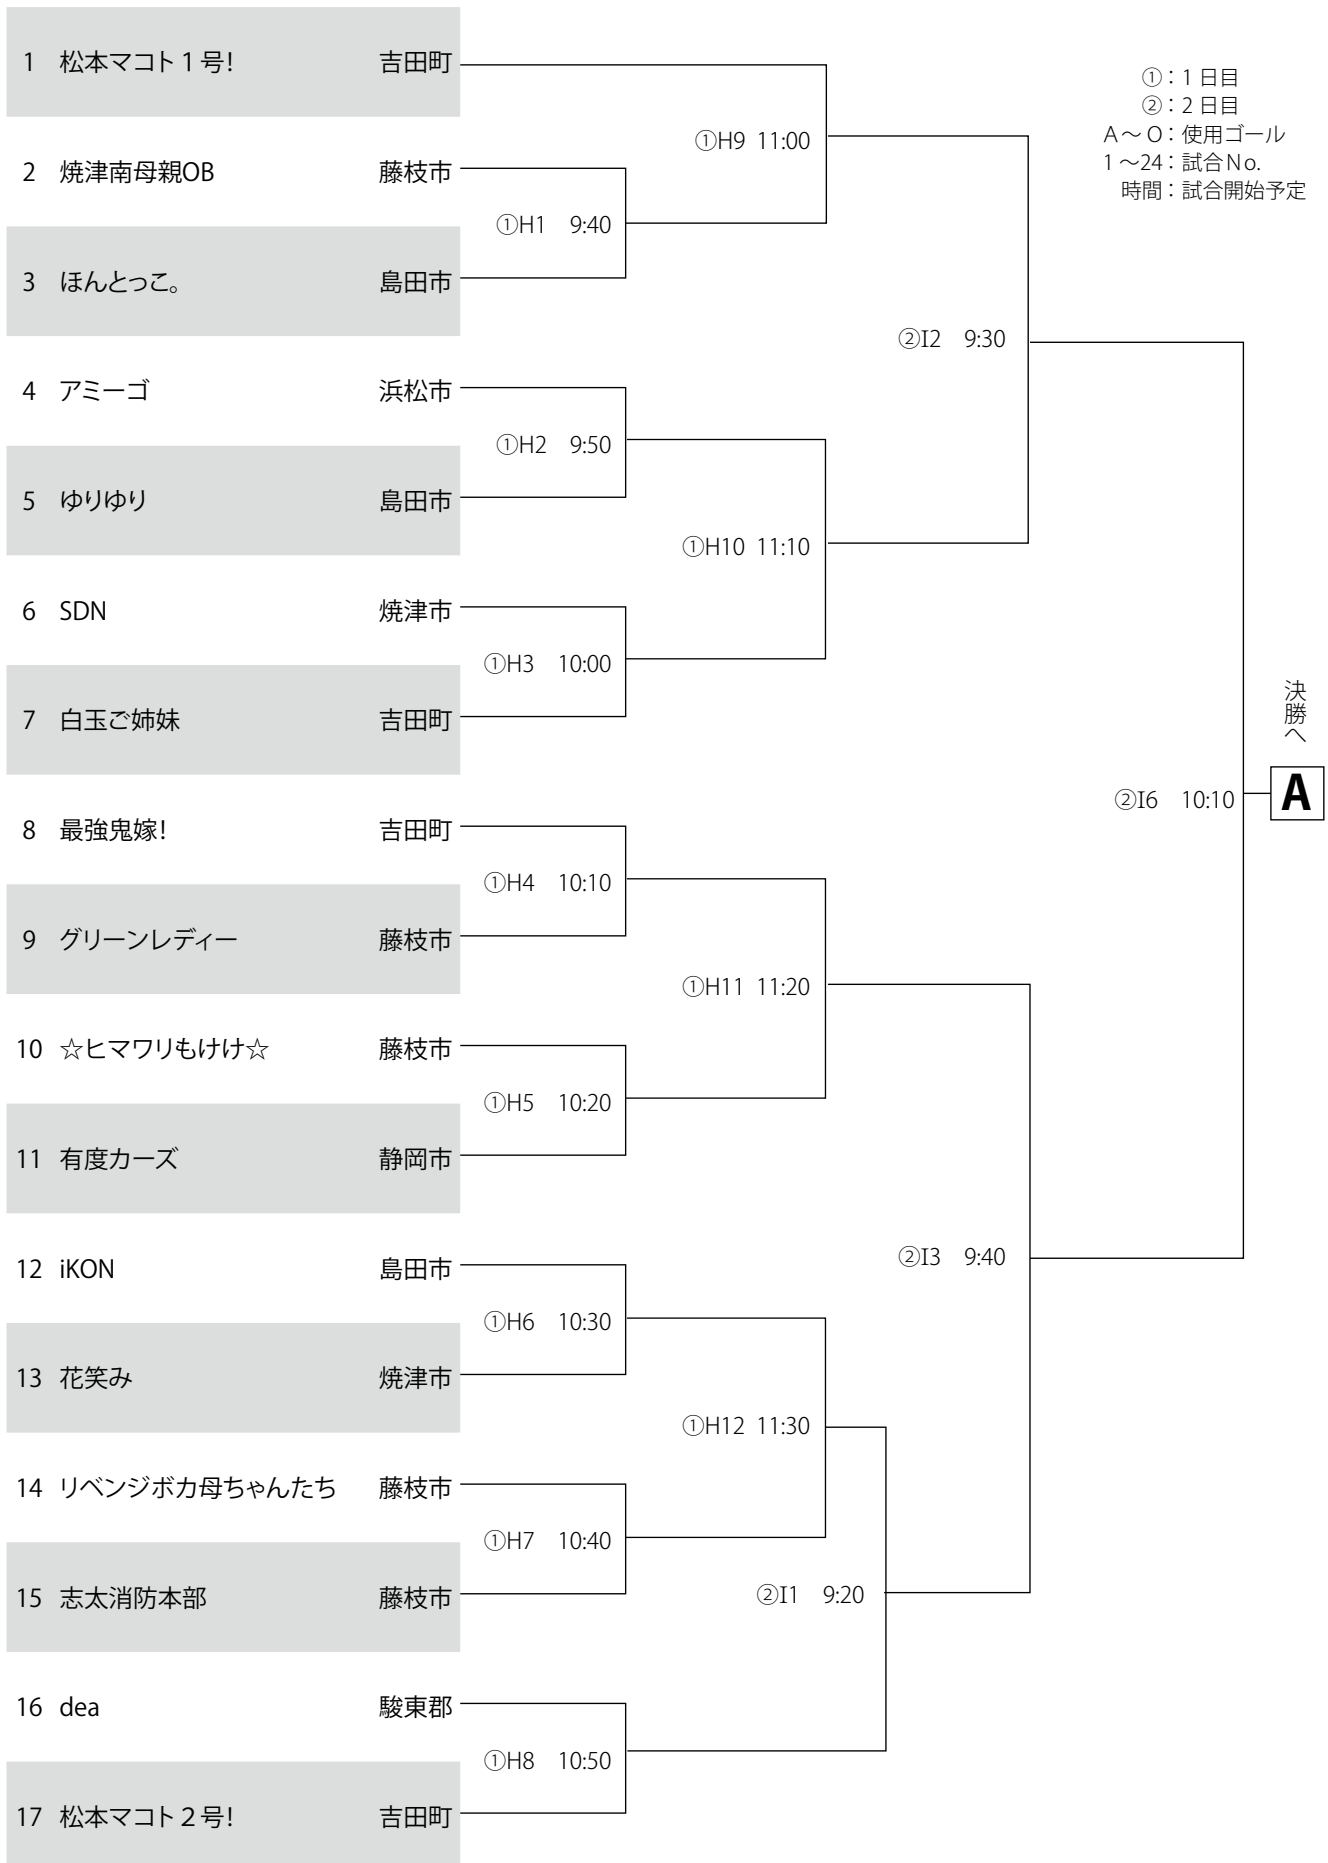 1 松本マコト１号！ 吉田町
①：1 日目
②：2 日目
A～O：使用ゴール
1～24：試合No.
時間：試合開始予定
①H9 11:00
2 焼津南母親OB 藤枝市
①H1 9:40
3 ほんとっこ。 島田市
②I2 9:30
4 アミーゴ 浜松市
①H2 9:50
5 ゆりゆり 島田市
①H10 11:10
6 SDN 焼津市
①H3 10:00
7 白玉ご姉妹 吉田町
決勝へ
A
②I6 10:10
8 最強鬼嫁！ 吉田町
①H4 10:10
9 グリーンレディー 藤枝市
①H11 11:20
10 ☆ヒマワリもけけ☆ 藤枝市
①H5 10:20
11 有度カーズ 静岡市
②I3 9:40
12 iKON 島田市
①H6 10:30
13 花笑み 焼津市
①H12 11:30
14 リベンジボカ母ちゃんたち 藤枝市
①H7 10:40
15 志太消防本部 藤枝市
②I1 9:20
16 dea 駿東郡
①H8 10:50
17 松本マコト２号！ 吉田町